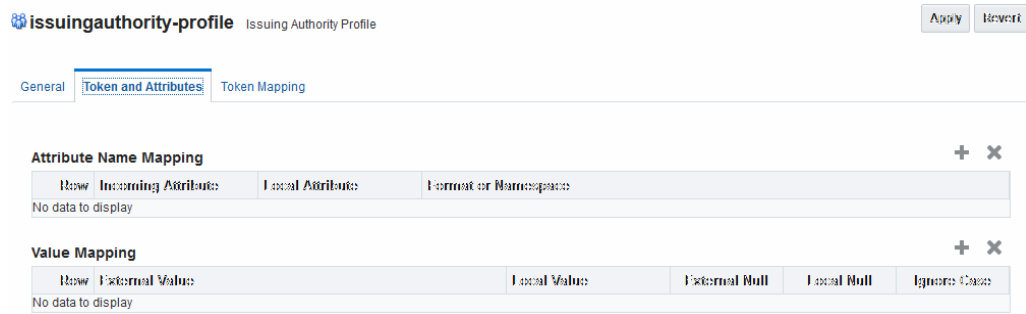 issuingauthority-profile Issuing Authority Profile Apply Revert
General Token and Attributes Token Mapping
Attribute Name Mapping
Row Incoming Attribute Local Attribute Format or Namespace
No data to display
Value Mapping
Row External Value Local Value External Null Local Null Ignore Case
No data to display